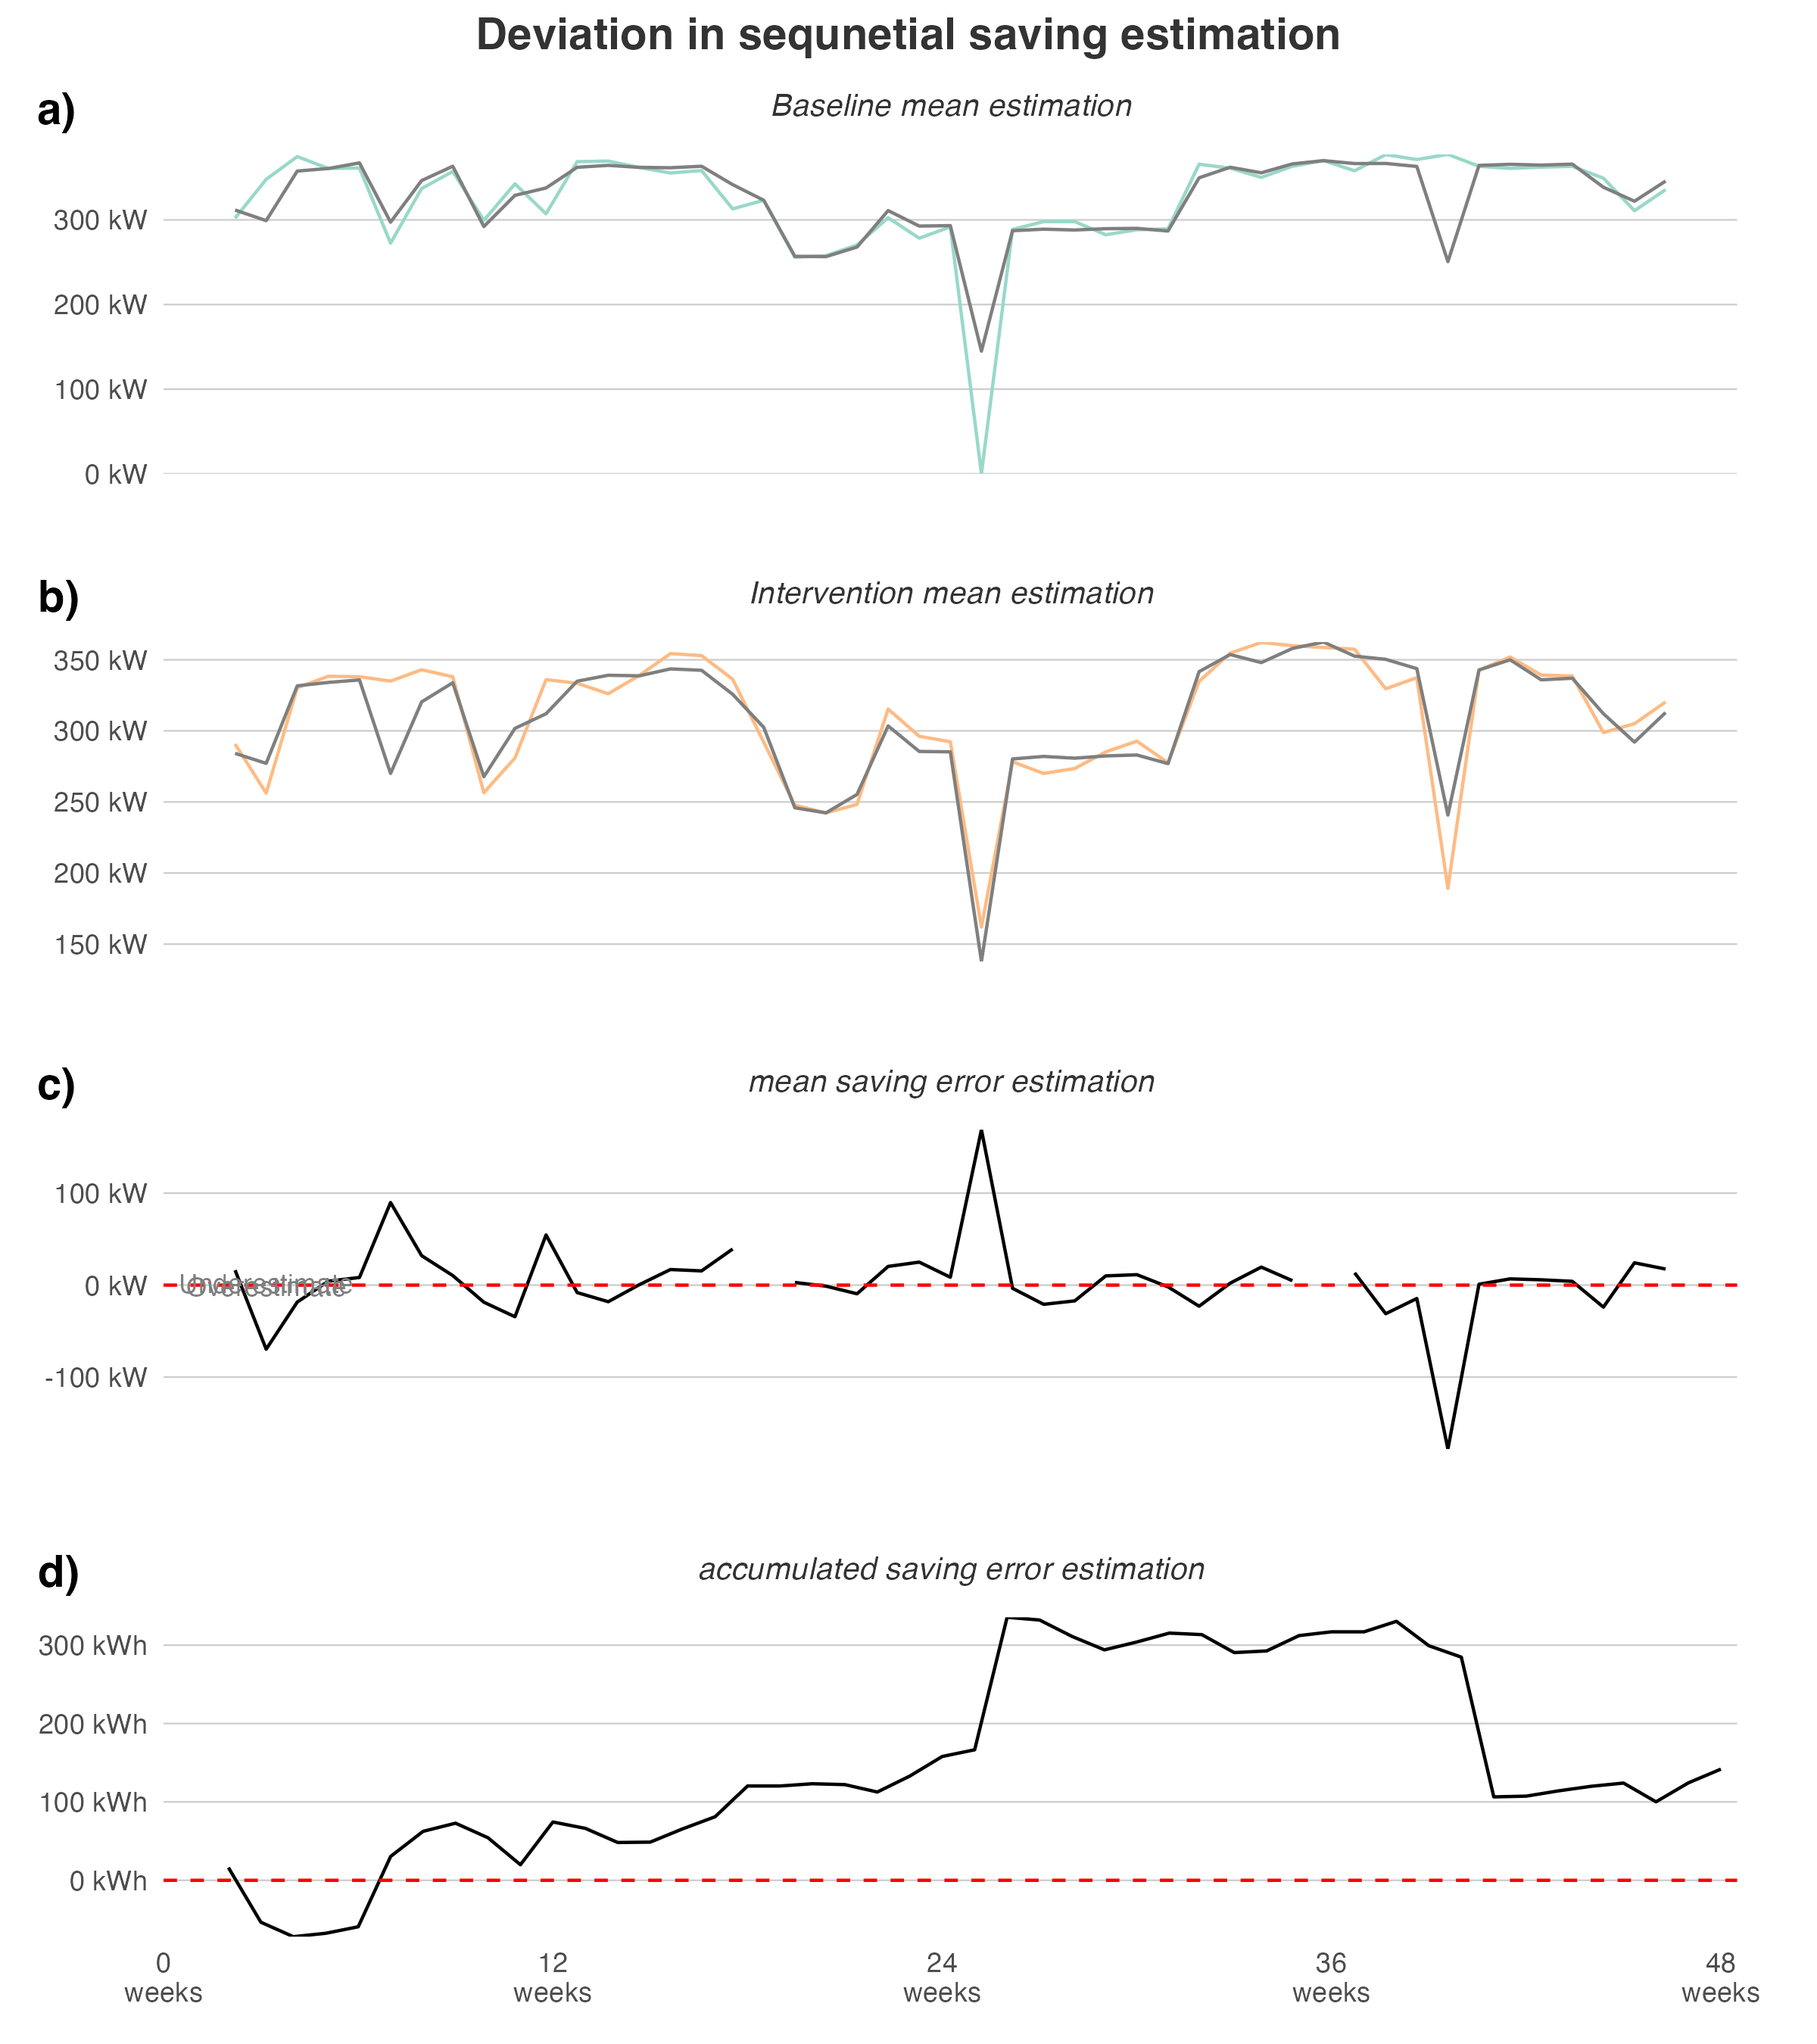 Deviation in sequnetial saving estimation
a)
Baseline mean estimation
300 kW
200 kW
100 kW
0 kW
b)
Intervention mean estimation
350 kW
300 kW
250 kW
200 kW
150 kW
c)
mean saving error estimation
100 kW
0 kW
Underestimate
Overestimate
-100 kW
d)
accumulated saving error estimation
300 kWh
200 kWh
100 kWh
0 kWh
0 12 24 36 48
weeks weeks weeks weeks weeks